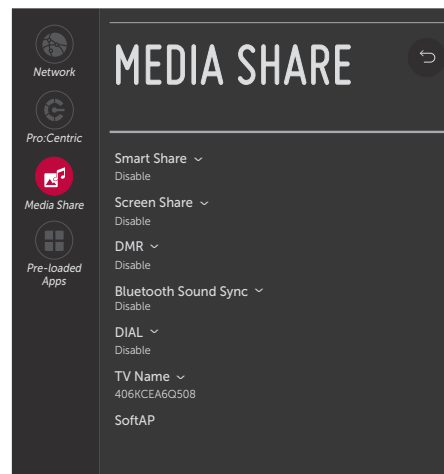 Network
Pro:Centric
Media Share
Pre-loaded
Apps
MEDIA SHARE
Smart Share
Disable
Screen Share
Disable
DMR
Disable
Bluetooth Sound Sync
Disable
DIAL
Disable
TV Name
406KCEA6Q508
SoftAP